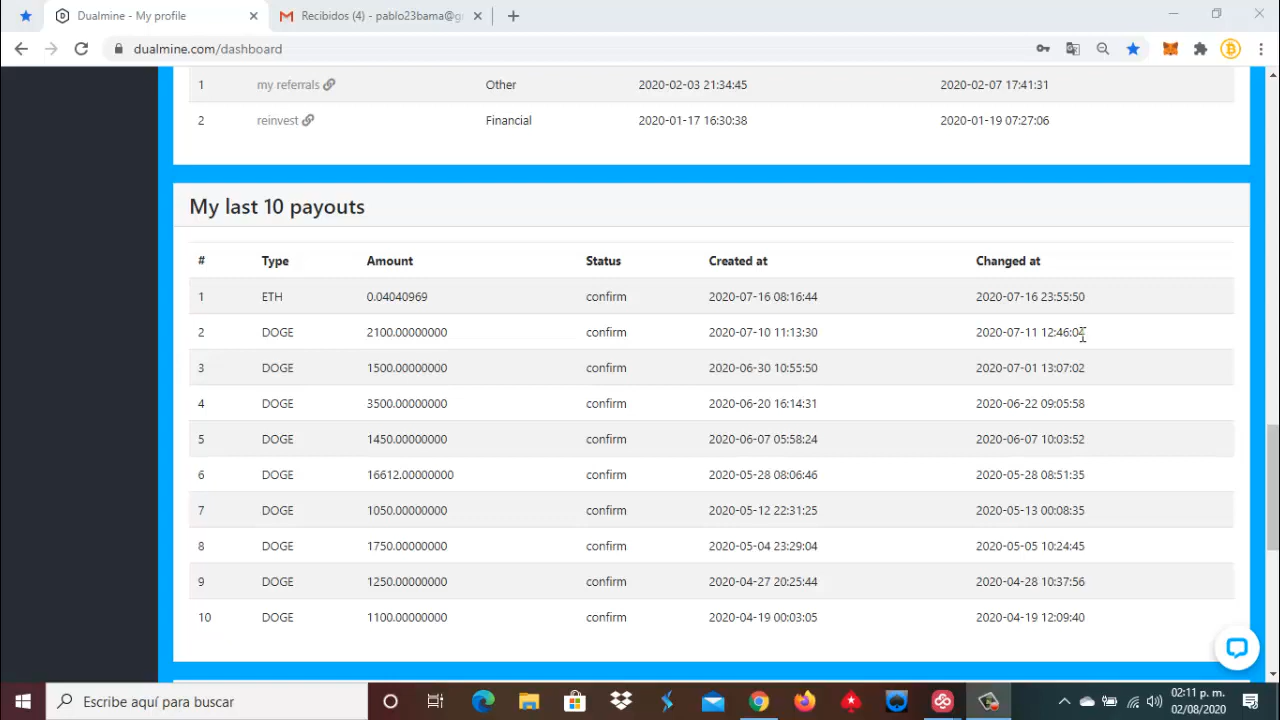 Dualmine - My profile
Recibidos (4) - pablo23bama@g
dualmine.com/dashboard
1 my referrals Other 2020-02-03 21:34:45 2020-02-07 17:41:31
2 reinvest Financial 2020-01-17 16:30:38 2020-01-19 07:27:06
My last 10 payouts
# Type Amount Status Created at Changed at
1 ETH 0.04040969 confirm 2020-07-16 08:16:44 2020-07-16 23:55:50
2 DOGE 2100.00000000 confirm 2020-07-10 11:13:30 2020-07-11
3 DOGE 1500.00000000 confirm 2020-06-30 10:55:50 2020-07-01 13:07:02
4 DOGE 3500.00000000 confirm 2020-06-20 16:14:31 2020-06-22 09:05:58
5 DOGE 1450.00000000 confirm 2020-06-07 05:58:24 2020-06-07 10:03:52
6 DOGE 16612.00000000 confirm 2020-05-28 08:06:46 2020-05-28 08:51:35
7 DOGE 1050.00000000 confirm 2020-05-12 22:31:25 2020-05-13 00:08:35
8 DOGE 1750.00000000 confirm 2020-05-04 23:29:04 2020-05-05 10:24:45
9 DOGE 1250.00000000 confirm 2020-04-27 20:25:44 2020-04-28 10:37:56
10 DOGE 1100.00000000 confirm 2020-04-19 00:03:05 2020-04-19 12:09:40
Escribe aquí para buscar
02:11 p. m.
02/08/2020